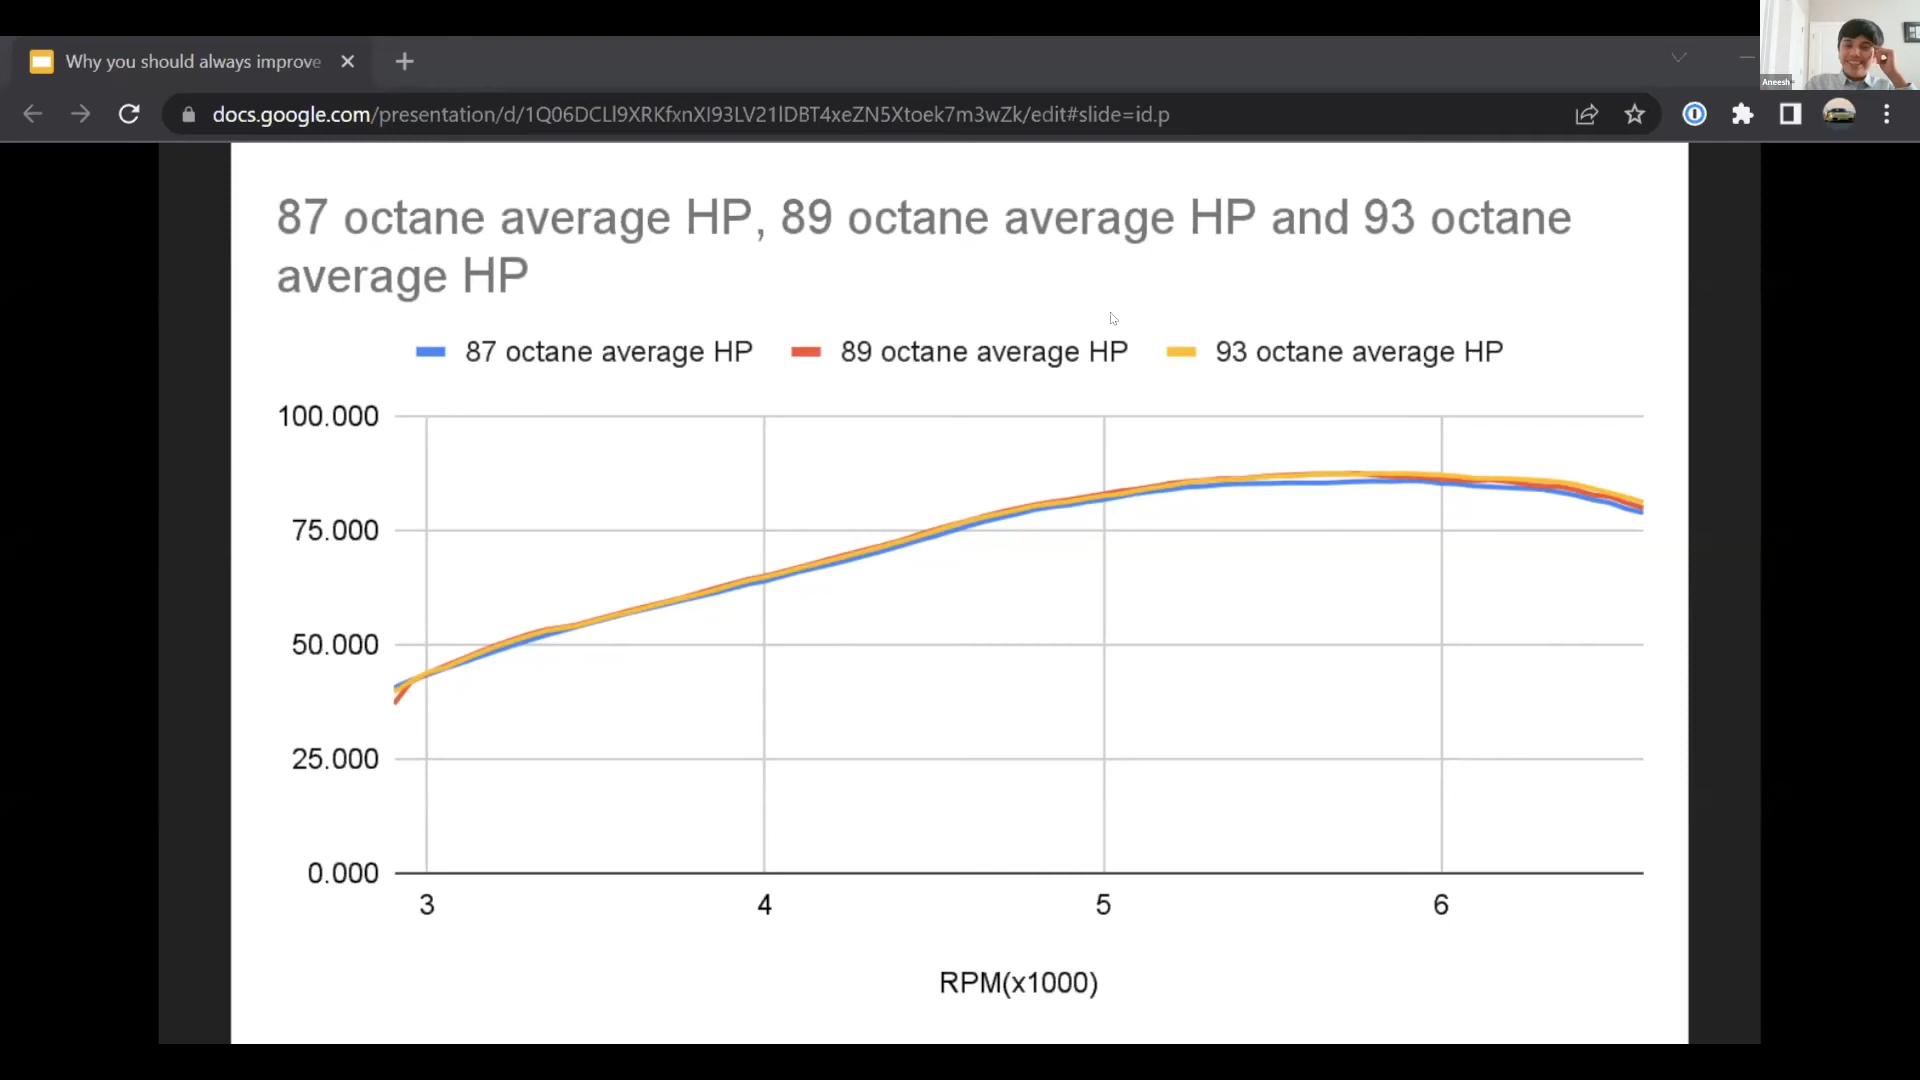 Why you should always improve
Aneesh
docs.google.com/presentation/d/1Q06DCLl9XRKfxnXI93LV21lDBT4xeZN5Xtoek7m3wZk/edit#slide=id.p
87 octane average HP, 89 octane average HP and 93 octane
average HP
87 octane average HP 89 octane average HP 93 octane average HP
100.000
75.000
50.000
25.000
0.000
3 4 5 6
RPM(x1000)